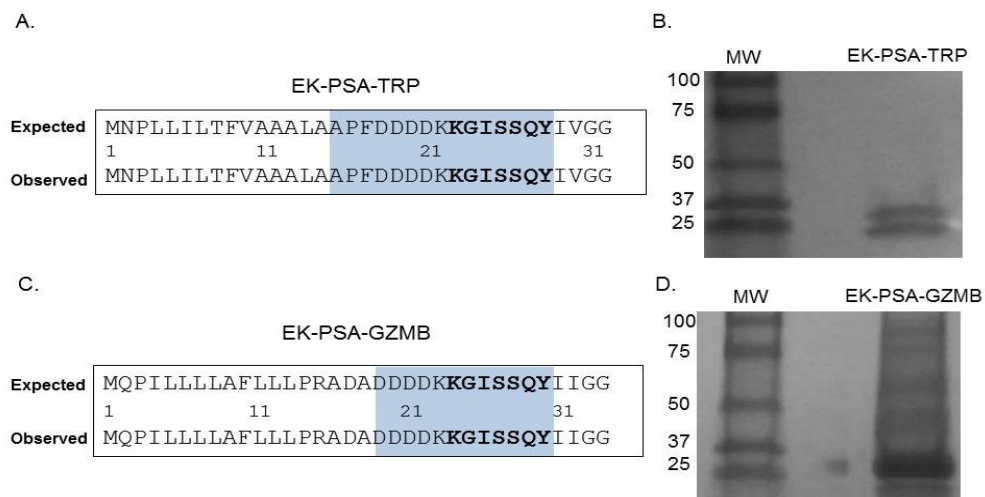 A.
EK-PSA-TRP
Expected MNPLLILTFVAAALAAPFDDDDKKGISSQYIVGG
1 11 21 31
Observed MNPLLILTFVAAALAAPFDDDDKKGISSQYIVGG
B.
MW EK-PSA-TRP
100
75
50
37
25
C.
EK-PSA-GZMB
Expected MQPILLLLAFLLLPRADADDDDKKGISSQYIIGG
1 11 21 31
Observed MQPILLLLAFLLLPRADADDDDKKGISSQYIIGG
D.
MW EK-PSA-GZMB
100
75
50
37
25